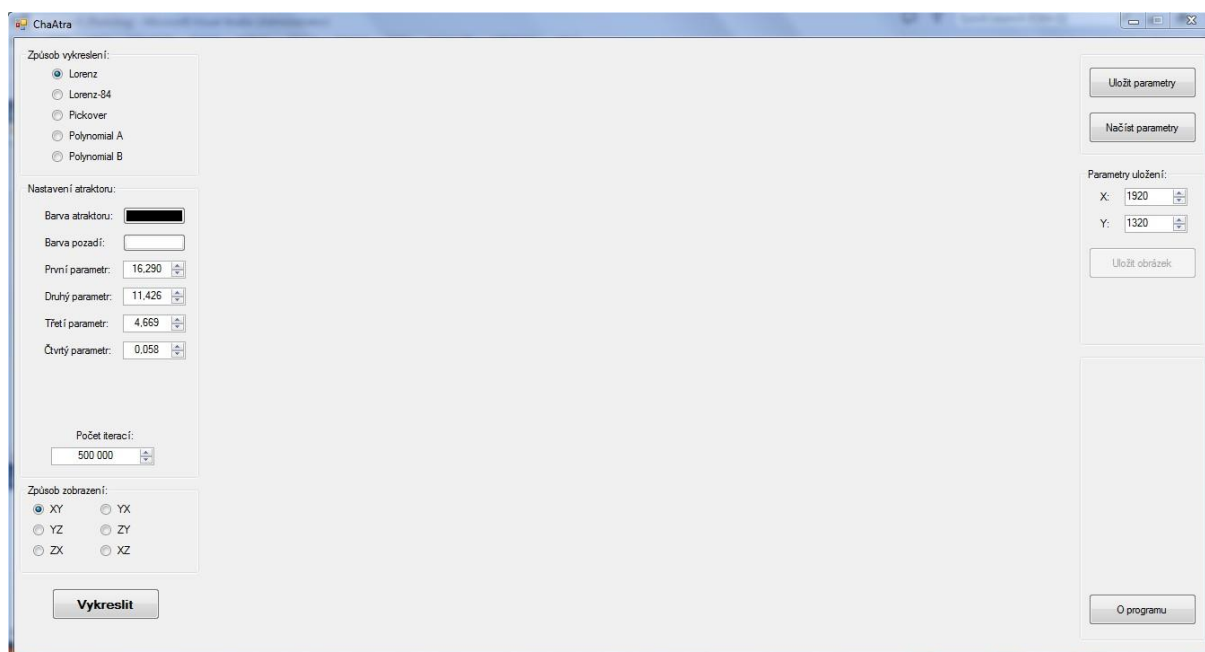 ChaAtra
Způsob vykreslení:
Lorenz
Lorenz-84
Pickover
Polynomial A
Polynomial B
Nastavení atraktoru:
Barva atraktoru:
Barva pozadí:
První parametr: 16,290
Druhý parametr: 11,426
Třetí parametr: 4,669
Čtvrtý parametr: 0,058
Počet iterací:
500 000
Způsob zobrazení:
XY YX
YZ ZY
ZX XZ
Vykreslit
Uložit parametry
Načíst parametry
Parametry uložení:
X: 1920
Y: 1320
Uložit obrázek
O programu